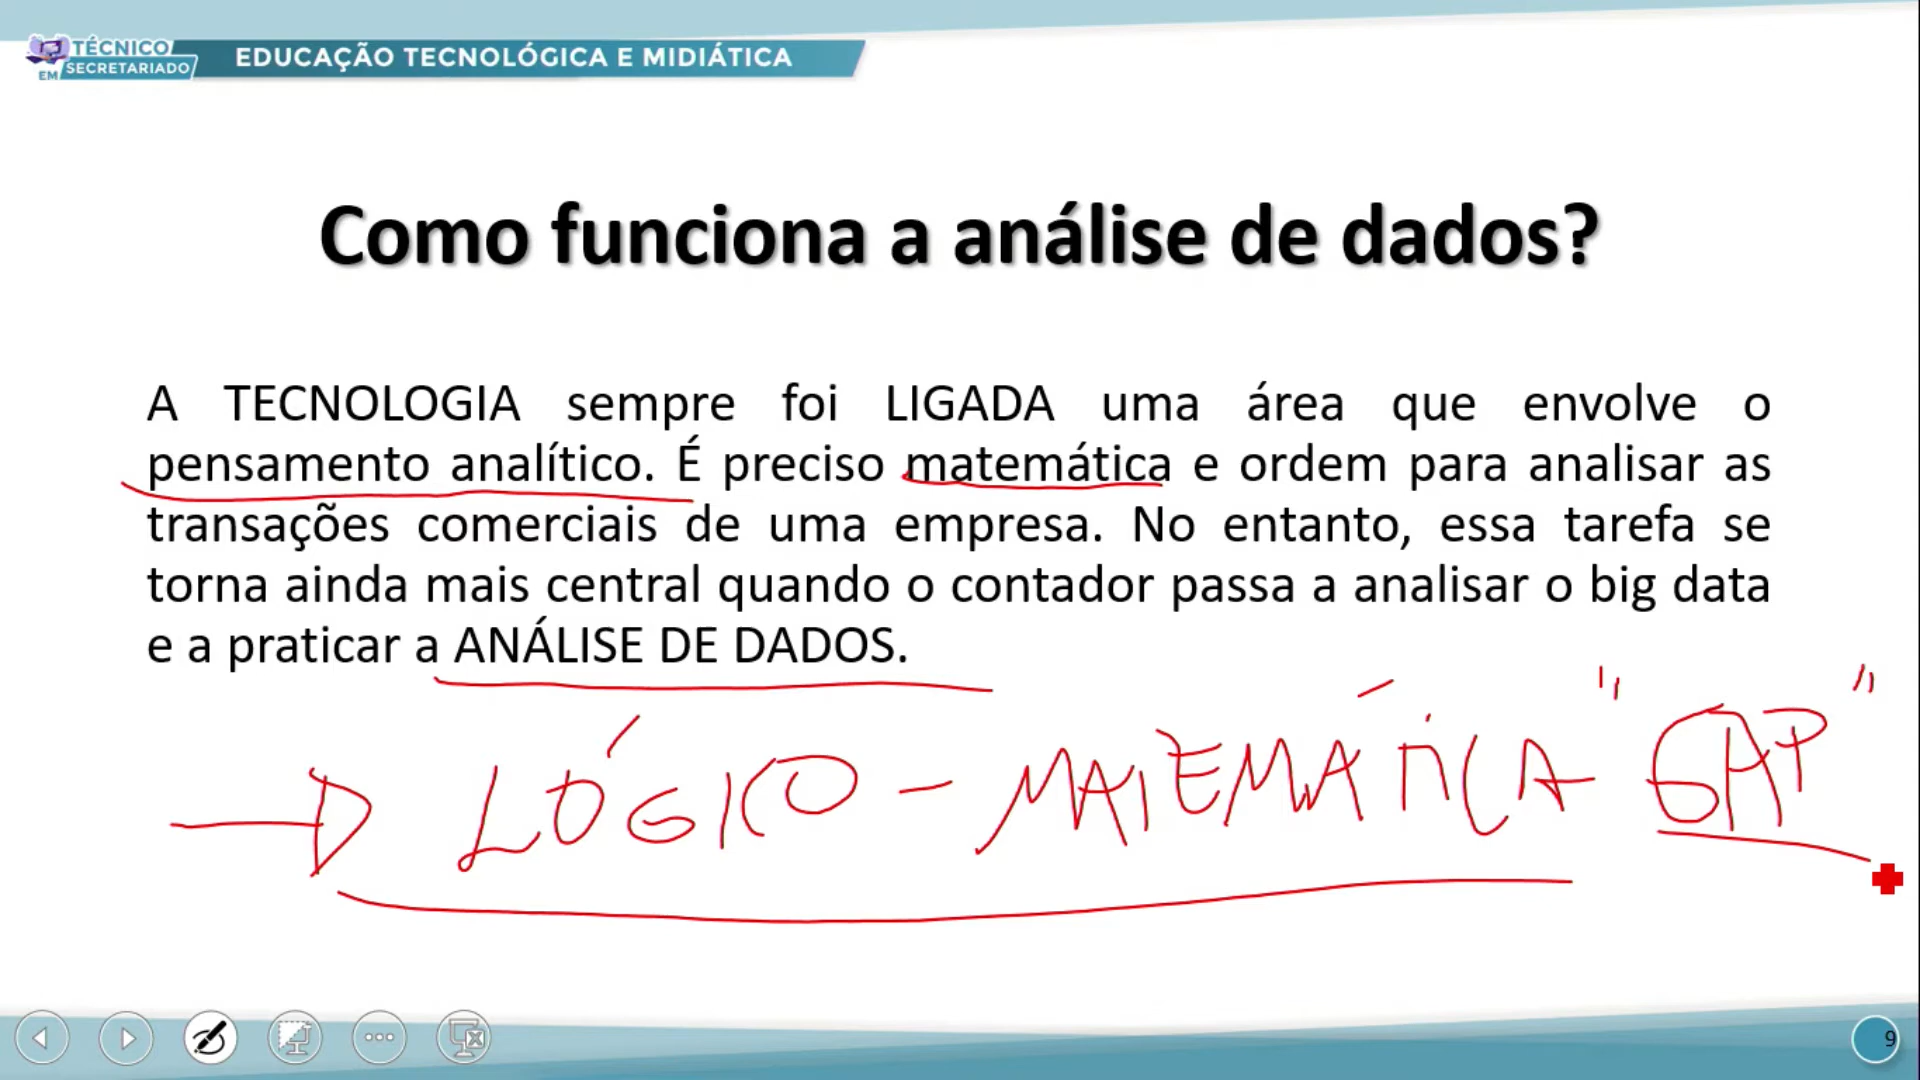 TÉCNICO
EM SECRETARIADO
EDUCAÇÃO TECNOLÓGICA E MIDIÁTICA
Como funciona a análise de dados?
A TECNOLOGIA sempre foi LIGADA uma área que envolve o
pensamento analítico. É preciso matemática e ordem para analisar as
transações comerciais de uma empresa. No entanto, essa tarefa se
torna ainda mais central quando o contador passa a analisar o big data
e a praticar a ANÁLISE DE DADOS.
LÓGICO - MATEMÁTICA "GAP"
9